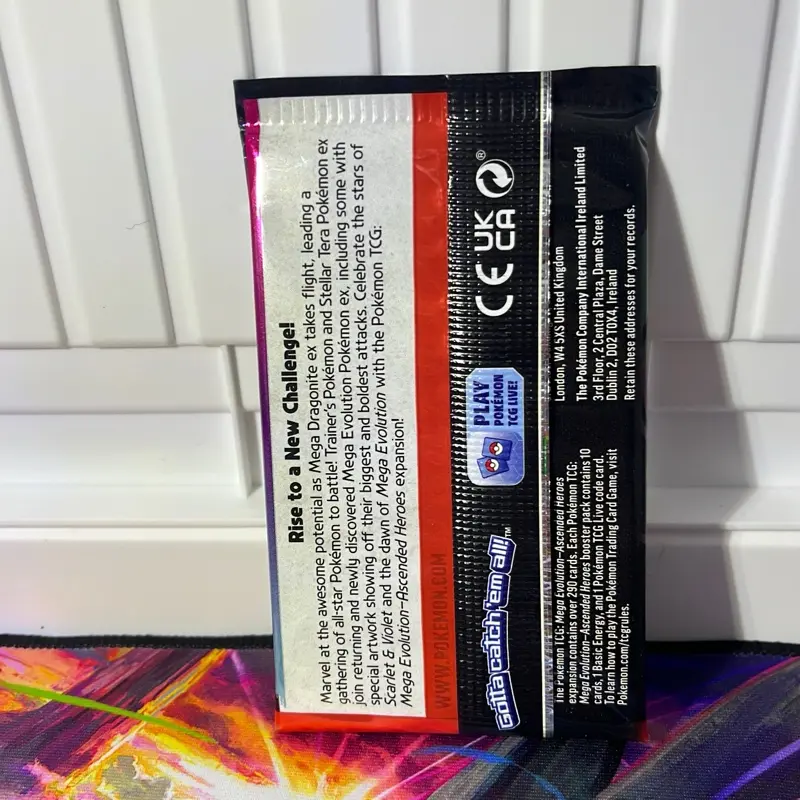 Rise to a New Challenge!
Marvel at the awesome potential as Mega Dragonite ex takes flight, leading a
gathering of all-star Pokémon to battle! Trainer's Pokémon and Stellar Tera Pokémon ex
join returning and newly discovered Mega Evolution Pokémon ex, including some with
special artwork showing off their biggest and boldest attacks. Celebrate the stars of
Scarlet & Violet and the dawn of Mega Evolution with the Pokémon TCG:
Mega Evolution–Ascended Heroes expansion!
WWW.POKEMON.COM
Gotta catch 'em all!™
PLAY
POKÉMON
TCG LIVE!
CE
UK
CA
®
The Pokémon TCG: Mega Evolution–Ascended Heroes
expansion contains over 290 cards. Each Pokémon TCG:
Mega Evolution–Ascended Heroes booster pack contains 10
cards, 1 Basic Energy, and 1 Pokémon TCG Live code card.
To learn how to play the Pokémon Trading Card Game, visit
Pokemon.com/tcgrules.
London, W4 5XS United Kingdom
The Pokémon Company International Ireland Limited
3rd Floor, 2 Central Plaza, Dame Street
Dublin 2, D02 T0X4, Ireland
Retain these addresses for your records.